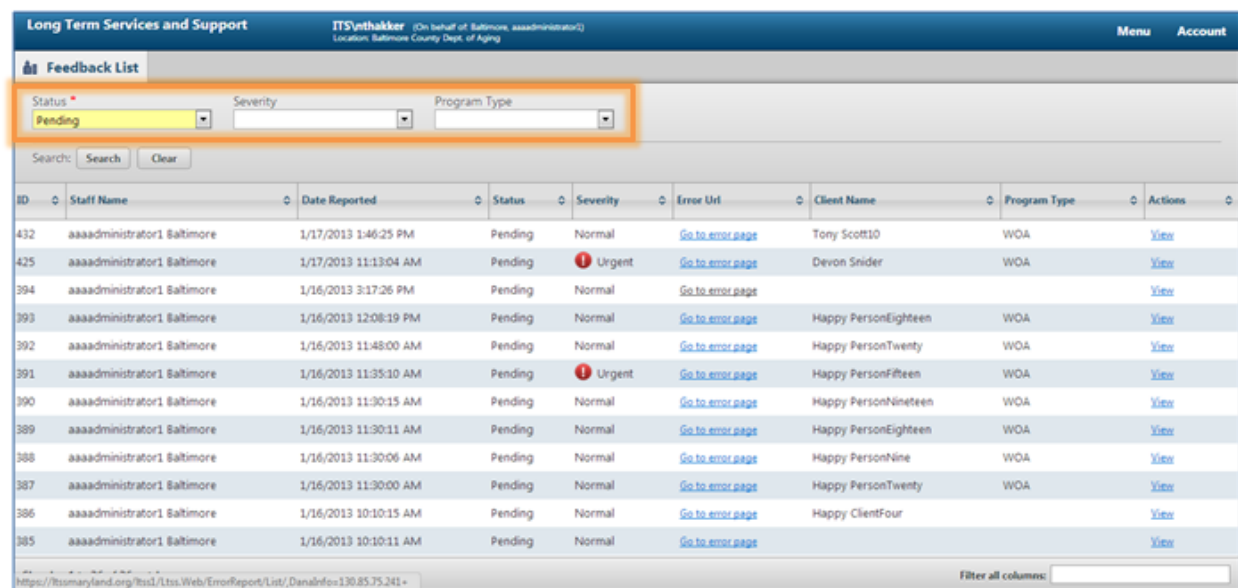 Long Term Services and Support ITS\nthakker (On behalf of: Baltimore, aaaadministrator1) Menu Account
Location: Baltimore County Dept. of Aging
Feedback List
Status * Severity Program Type
Pending
Search: Search Clear
ID Staff Name Date Reported Status Severity Error Url Client Name Program Type Actions
432 aaaadministrator1 Baltimore 1/17/2013 1:46:25 PM Pending Normal Go to error page Tony Scott10 WOA View
425 aaaadministrator1 Baltimore 1/17/2013 11:13:04 AM Pending Urgent Go to error page Devon Snider WOA View
394 aaaadministrator1 Baltimore 1/16/2013 3:17:26 PM Pending Normal Go to error page View
393 aaaadministrator1 Baltimore 1/16/2013 12:08:19 PM Pending Normal Go to error page Happy PersonEighteen WOA View
392 aaaadministrator1 Baltimore 1/16/2013 11:48:00 AM Pending Normal Go to error page Happy PersonTwenty WOA View
391 aaaadministrator1 Baltimore 1/16/2013 11:35:10 AM Pending Urgent Go to error page Happy PersonFifteen WOA View
390 aaaadministrator1 Baltimore 1/16/2013 11:30:15 AM Pending Normal Go to error page Happy PersonNineteen WOA View
389 aaaadministrator1 Baltimore 1/16/2013 11:30:11 AM Pending Normal Go to error page Happy PersonEighteen WOA View
388 aaaadministrator1 Baltimore 1/16/2013 11:30:06 AM Pending Normal Go to error page Happy PersonNine WOA View
387 aaaadministrator1 Baltimore 1/16/2013 11:30:00 AM Pending Normal Go to error page Happy PersonTwenty WOA View
386 aaaadministrator1 Baltimore 1/16/2013 10:10:15 AM Pending Normal Go to error page Happy ClientFour View
385 aaaadministrator1 Baltimore 1/16/2013 10:10:11 AM Pending Normal Go to error page View
Filter all columns:
https://ltssmaryland.org/ltss1/Ltss.Web/ErrorReport/List/,DanaInfo=130.85.75.241+